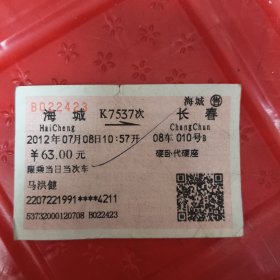 海城 售
B022423
海城 K7537次 长春
HaiCheng ChangChun
2012年07月08日10:57开 08车010号B
￥63.00元 硬卧代硬座
限乘当日当次车
马洪健
2207221991****4211
53732000120708 B022423